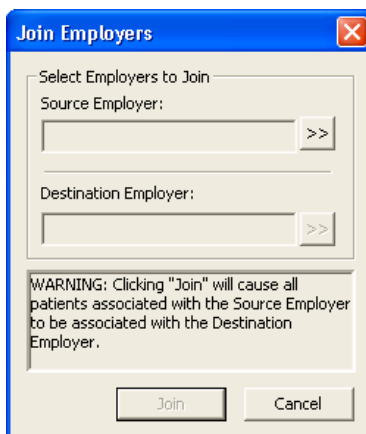 Join Employers
Select Employers to Join
Source Employer:
>>
Destination Employer:
>>
WARNING: Clicking "Join" will cause all
patients associated with the Source Employer
to be associated with the Destination
Employer.
Join
Cancel